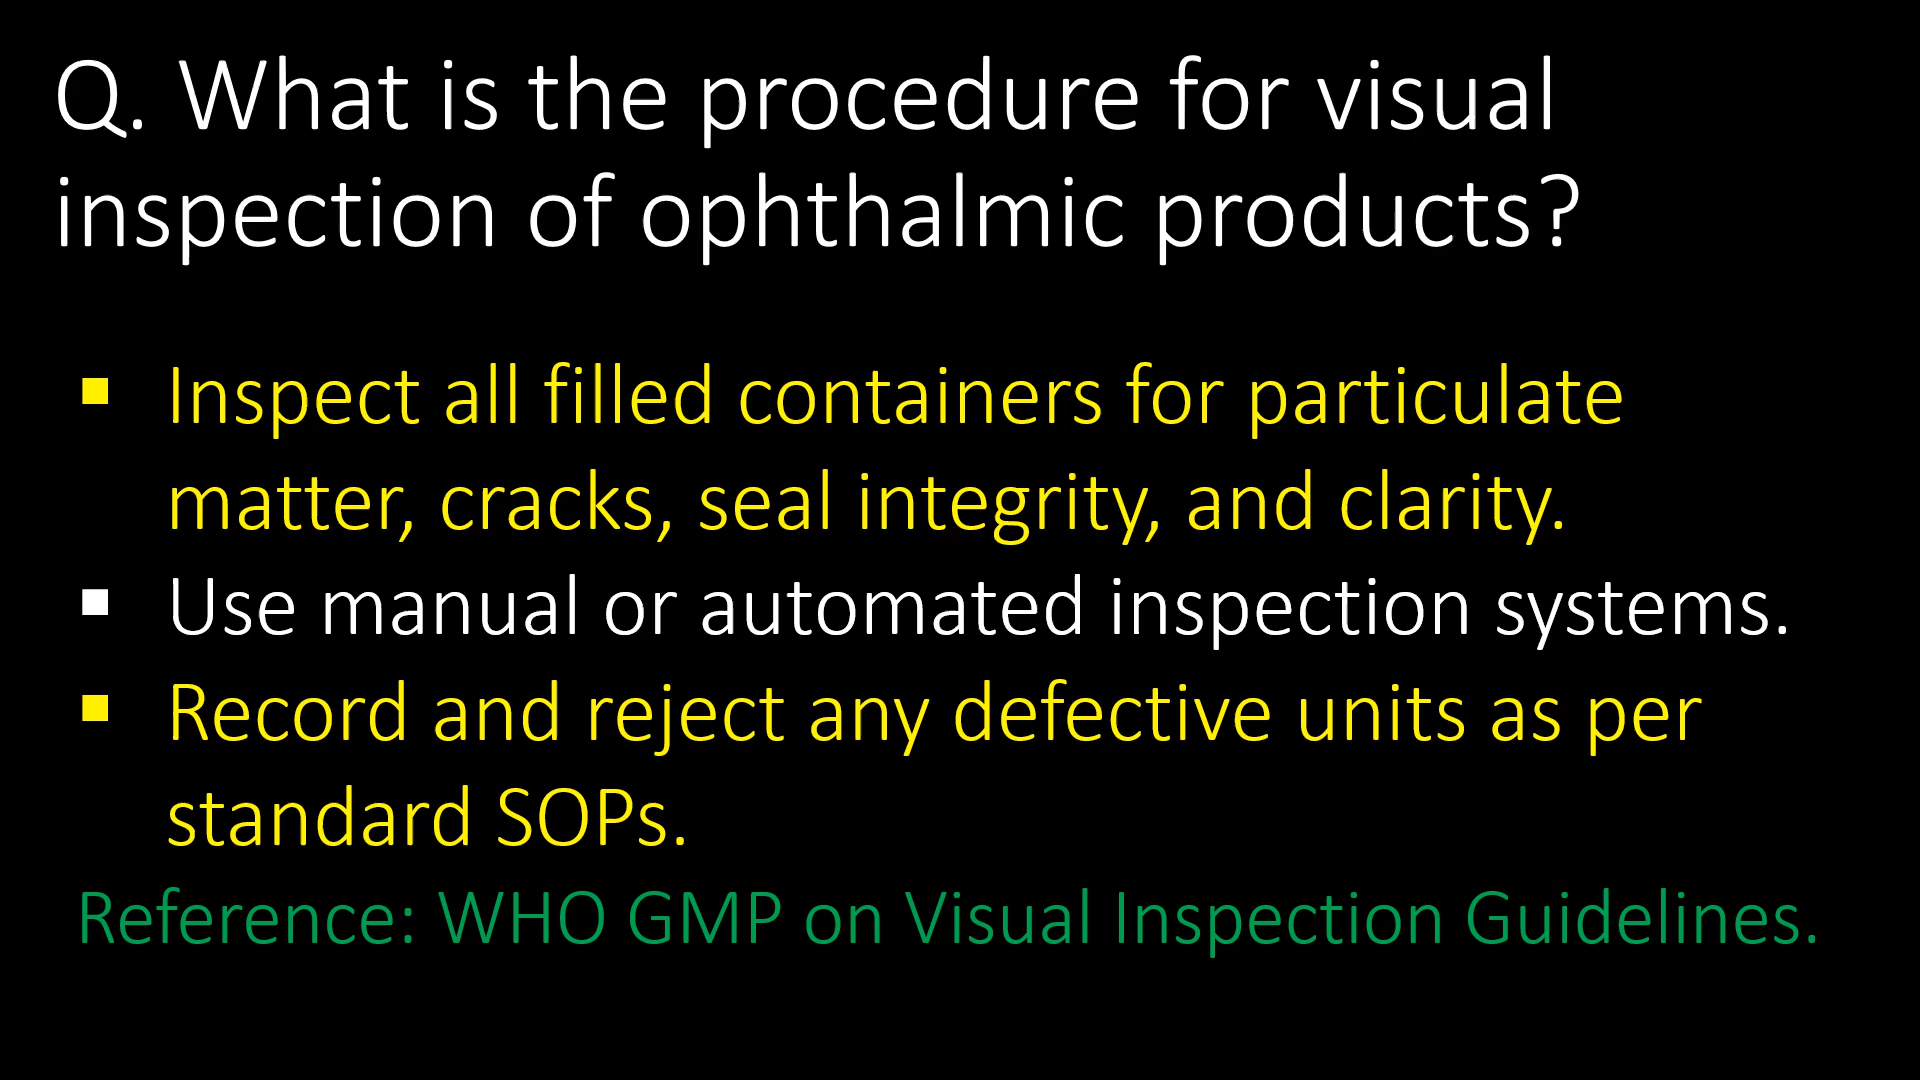 Q. What is the procedure for visual
inspection of ophthalmic products?
▪ Inspect all filled containers for particulate
matter, cracks, seal integrity, and clarity.
▪ Use manual or automated inspection systems.
▪ Record and reject any defective units as per
standard SOPs.
Reference: WHO GMP on Visual Inspection Guidelines.